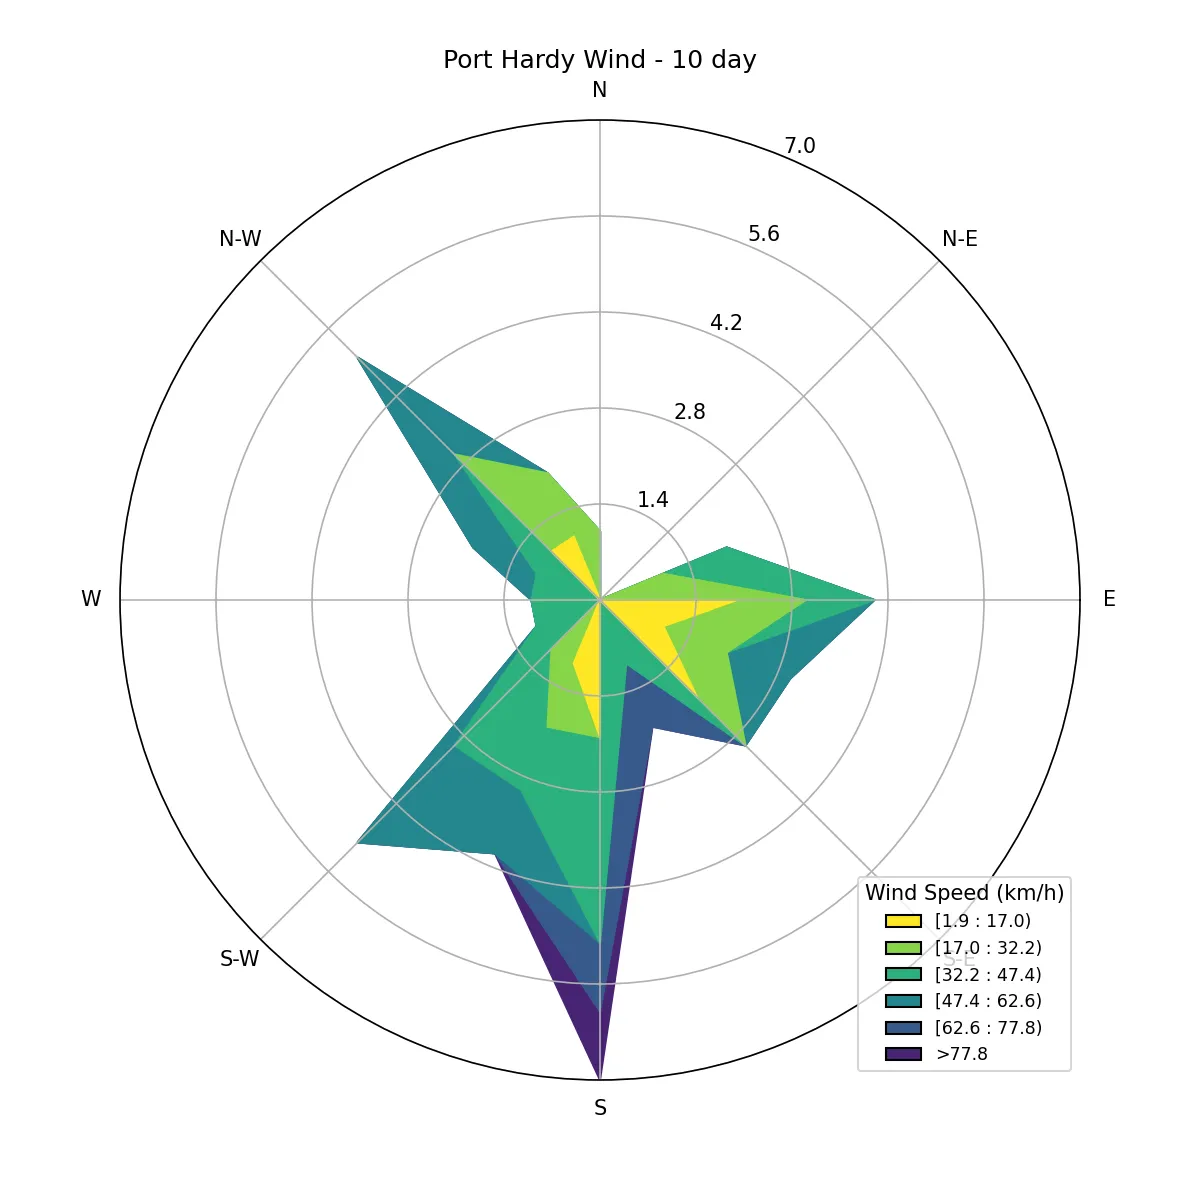 Port Hardy Wind - 10 day
N
7.0
N-W
5.6
N-E
4.2
2.8
1.4
W
E
S-W
S-E
S
Wind Speed (km/h)
[1.9 : 17.0)
[17.0 : 32.2)
[32.2 : 47.4)
[47.4 : 62.6)
[62.6 : 77.8)
>77.8